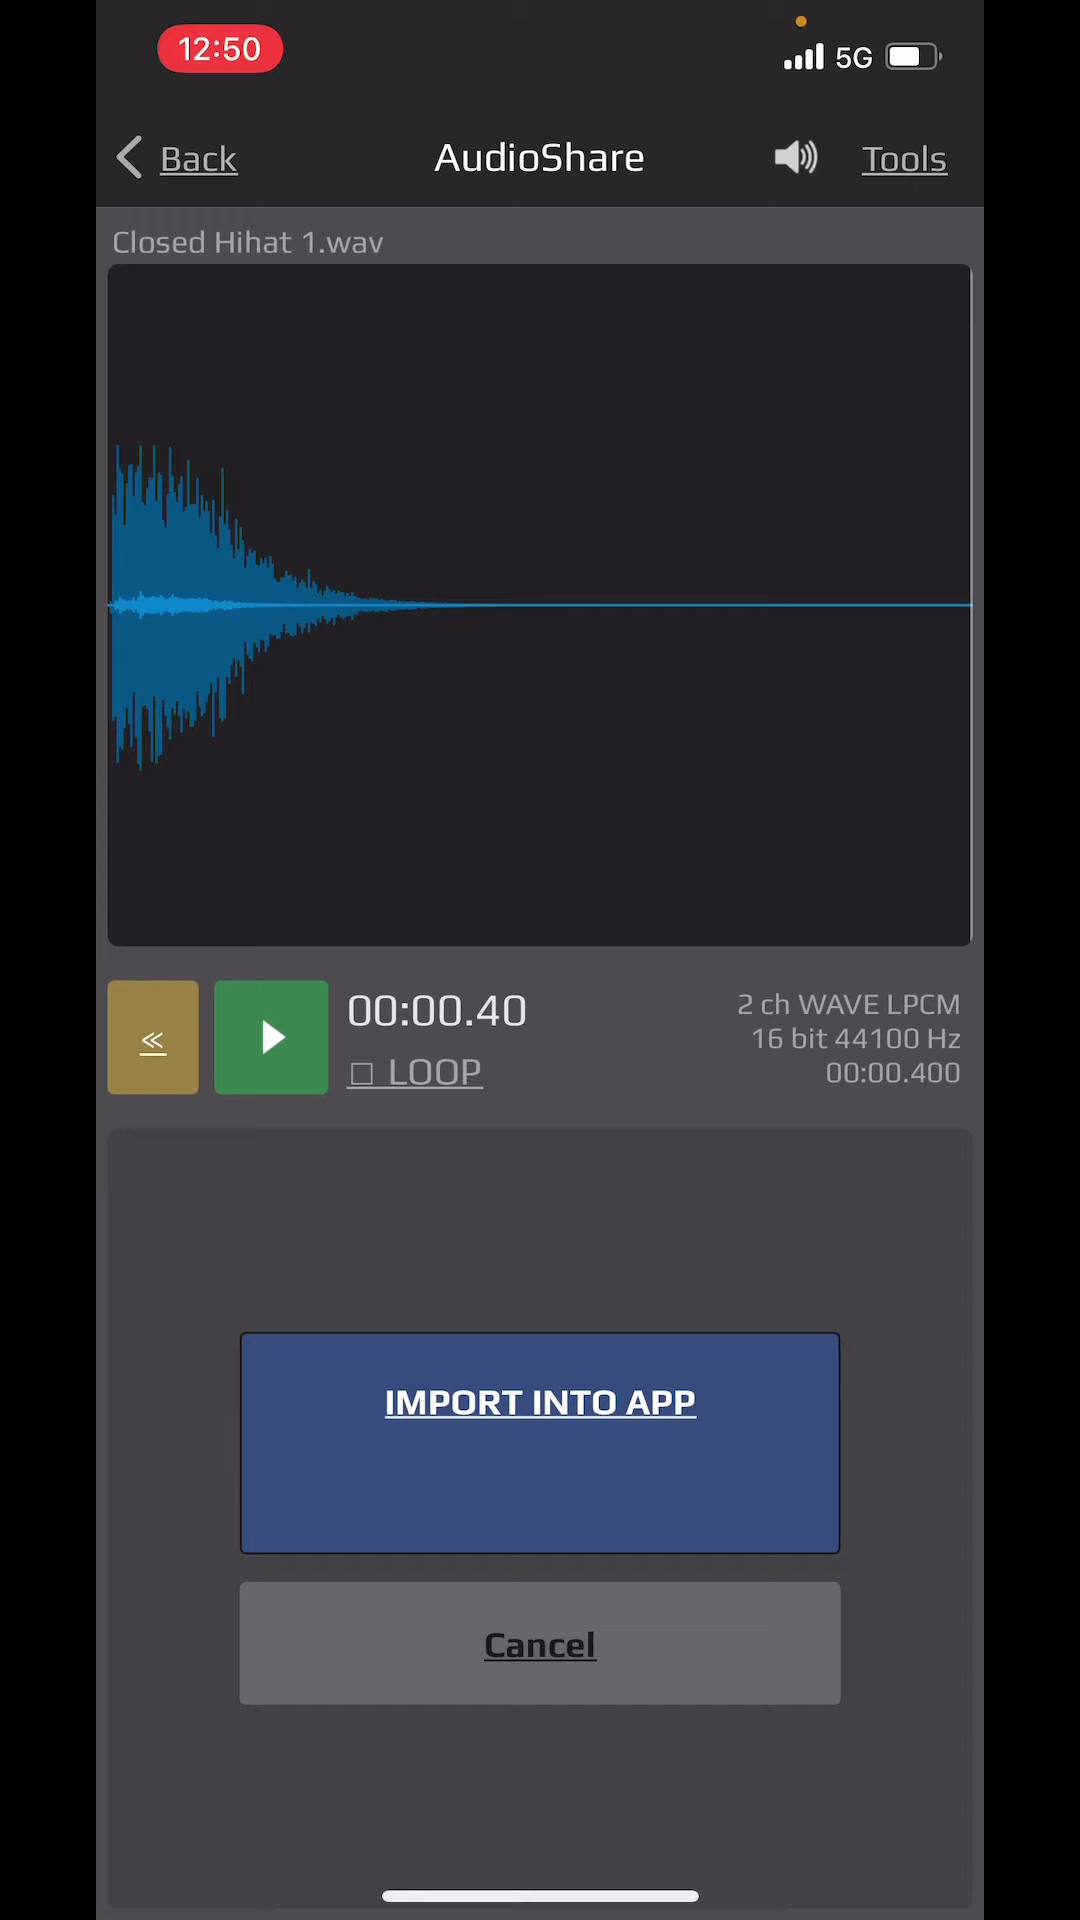 12:50
5G
Back
AudioShare
Tools
Closed Hihat 1.wav
≪
00:00.40
LOOP
2 ch WAVE LPCM
16 bit 44100 Hz
00:00.400
IMPORT INTO APP
Cancel